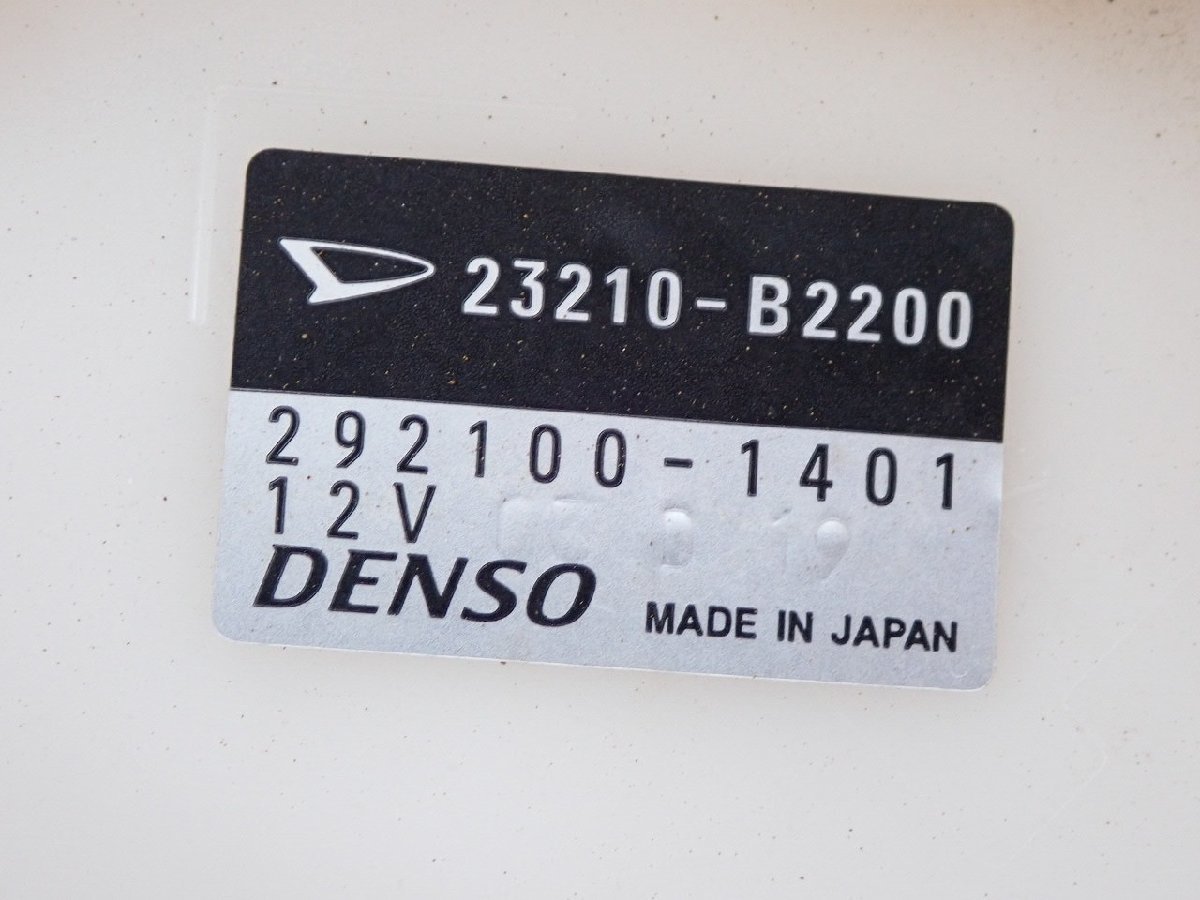 23210-B2200
292100-1401
12V
DENSO MADE IN JAPAN